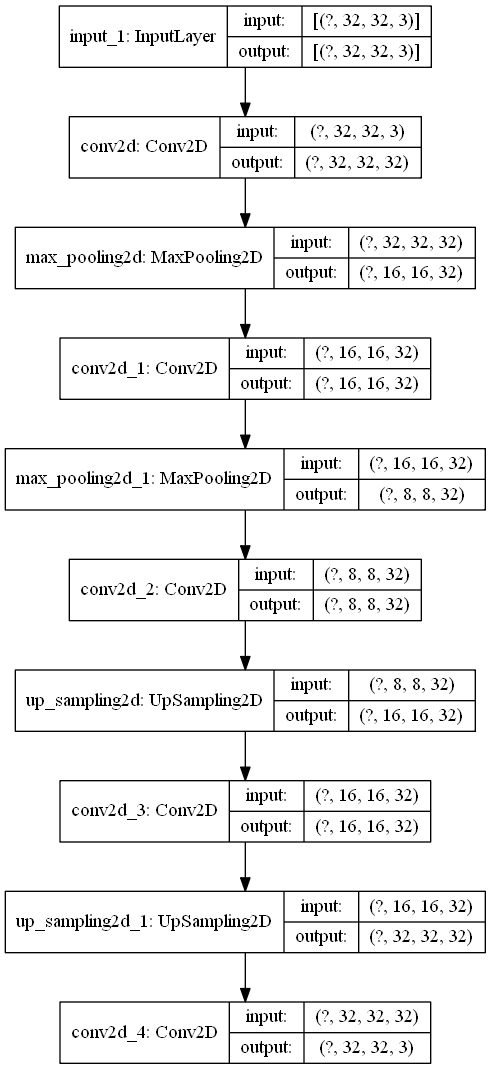 input_1: InputLayer
input:
[(?, 32, 32, 3)]
output:
[(?, 32, 32, 3)]
conv2d: Conv2D
input:
(?, 32, 32, 3)
output:
(?, 32, 32, 32)
max_pooling2d: MaxPooling2D
input:
(?, 32, 32, 32)
output:
(?, 16, 16, 32)
conv2d_1: Conv2D
input:
(?, 16, 16, 32)
output:
(?, 16, 16, 32)
max_pooling2d_1: MaxPooling2D
input:
(?, 16, 16, 32)
output:
(?, 8, 8, 32)
conv2d_2: Conv2D
input:
(?, 8, 8, 32)
output:
(?, 8, 8, 32)
up_sampling2d: UpSampling2D
input:
(?, 8, 8, 32)
output:
(?, 16, 16, 32)
conv2d_3: Conv2D
input:
(?, 16, 16, 32)
output:
(?, 16, 16, 32)
up_sampling2d_1: UpSampling2D
input:
(?, 16, 16, 32)
output:
(?, 32, 32, 32)
conv2d_4: Conv2D
input:
(?, 32, 32, 32)
output:
(?, 32, 32, 3)